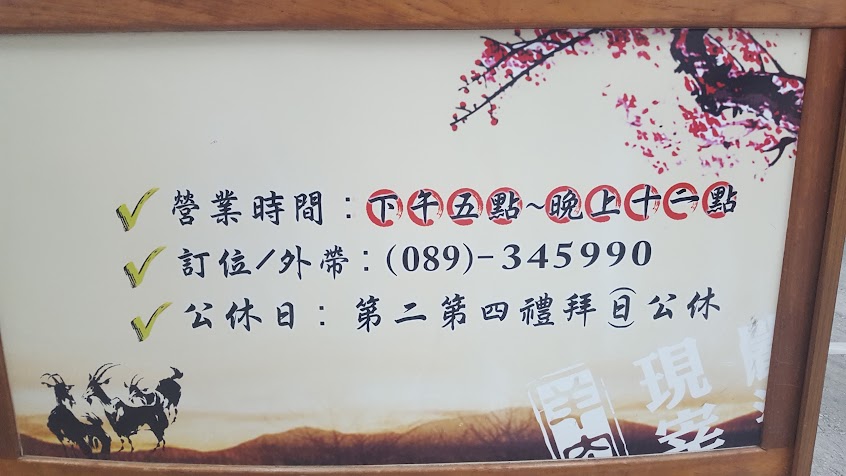 營業時間：下午五點~晚上十二點
訂位/外帶：(089)-345990
公休日： 第二第四禮拜(日)公休
現宰